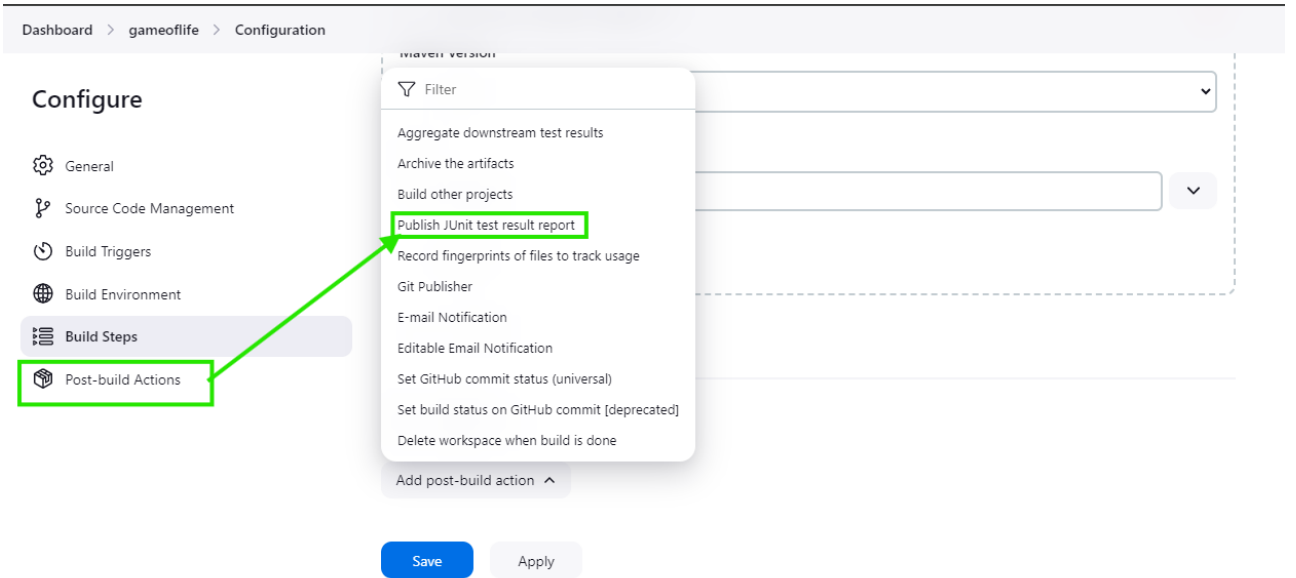 Dashboard > gameoflife > Configuration
Configure
General
Source Code Management
Build Triggers
Build Environment
Build Steps
Post-build Actions
Maven Version
Filter
Aggregate downstream test results
Archive the artifacts
Build other projects
Publish JUnit test result report
Record fingerprints of files to track usage
Git Publisher
E-mail Notification
Editable Email Notification
Set GitHub commit status (universal)
Set build status on GitHub commit [deprecated]
Delete workspace when build is done
Add post-build action
Save
Apply